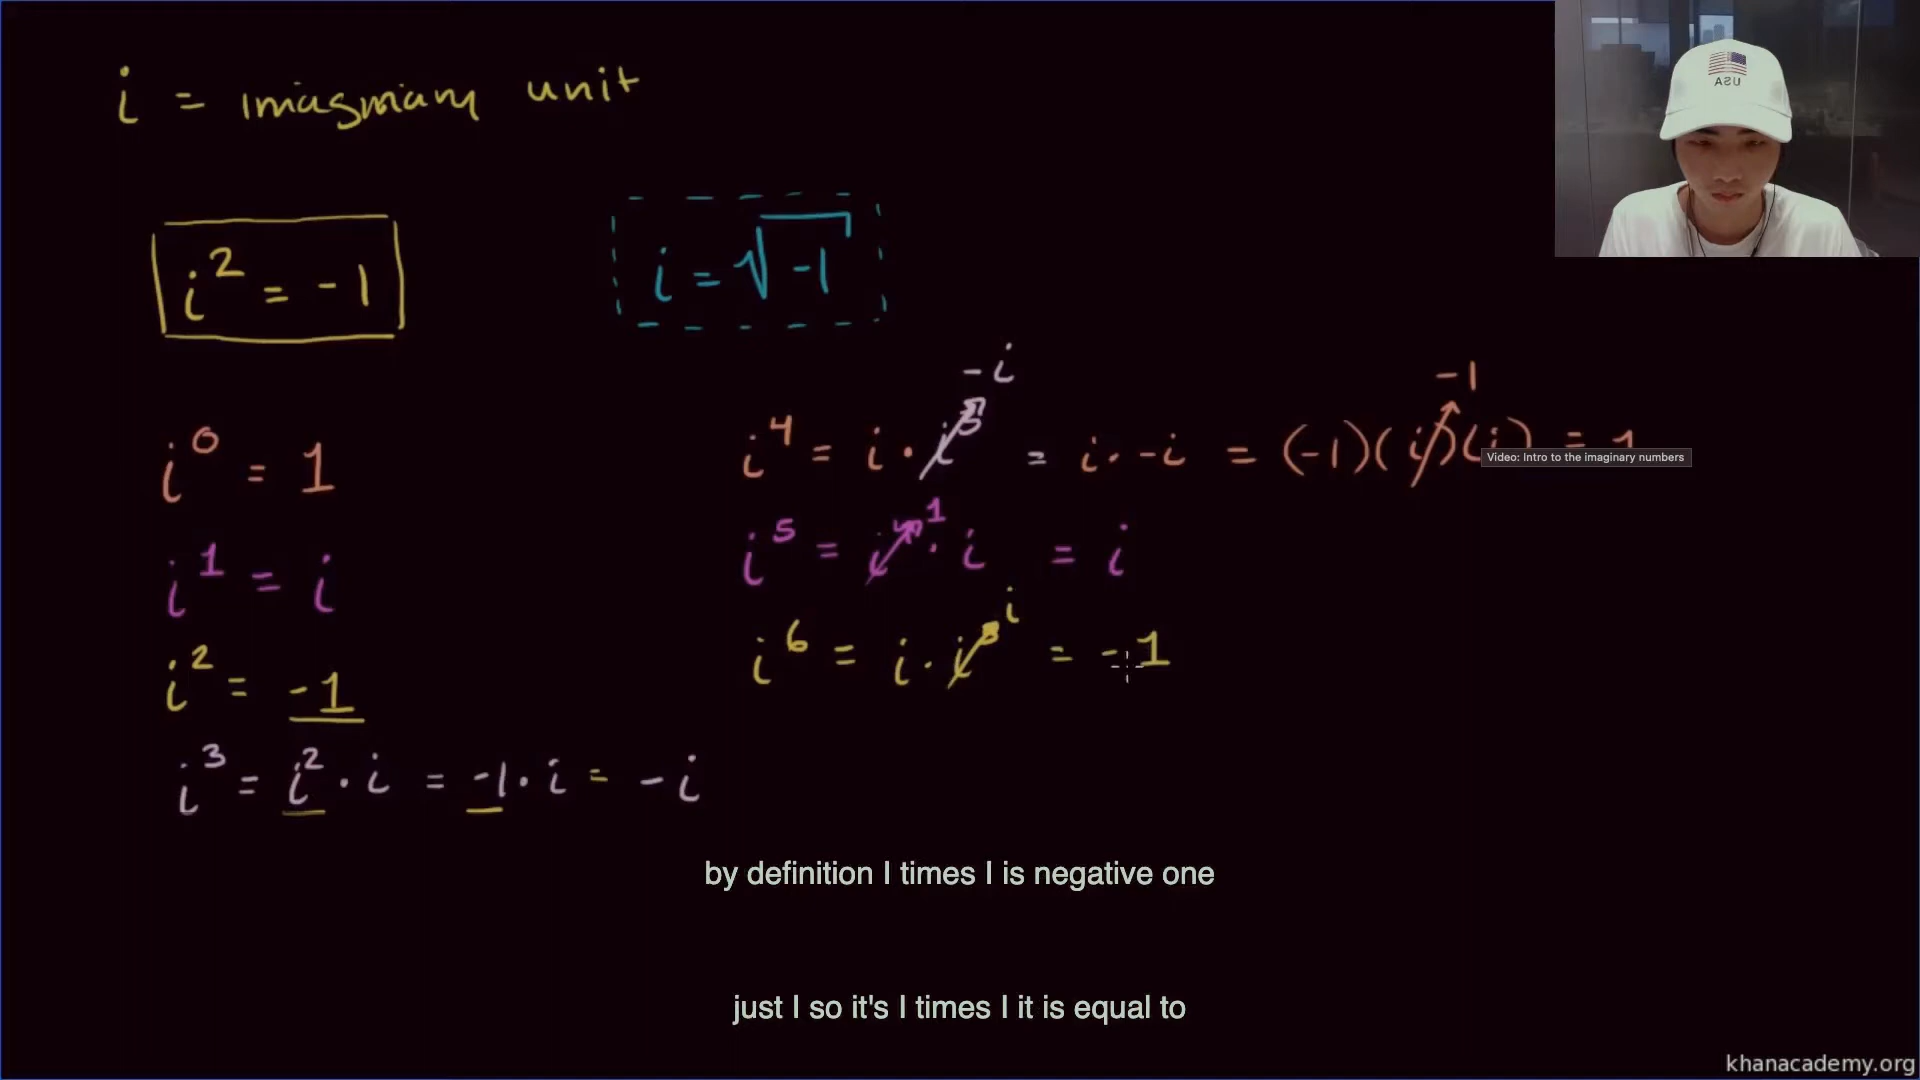 i = imaginary unit
USA
i² = -1
i = √-1
i⁰ = 1
i¹ = i
i² = -1
i³ = i² · i = -1 · i = -i
-i
-1
i⁴ = i · i³ = i · -i = (-1)(i)(i) = 1
Video: Intro to the imaginary numbers
1
i⁵ = i⁴ · i = i
i
i⁶ = i · i⁵ = -1
by definition I times I is negative one
just I so it's I times I it is equal to
khanacademy.org